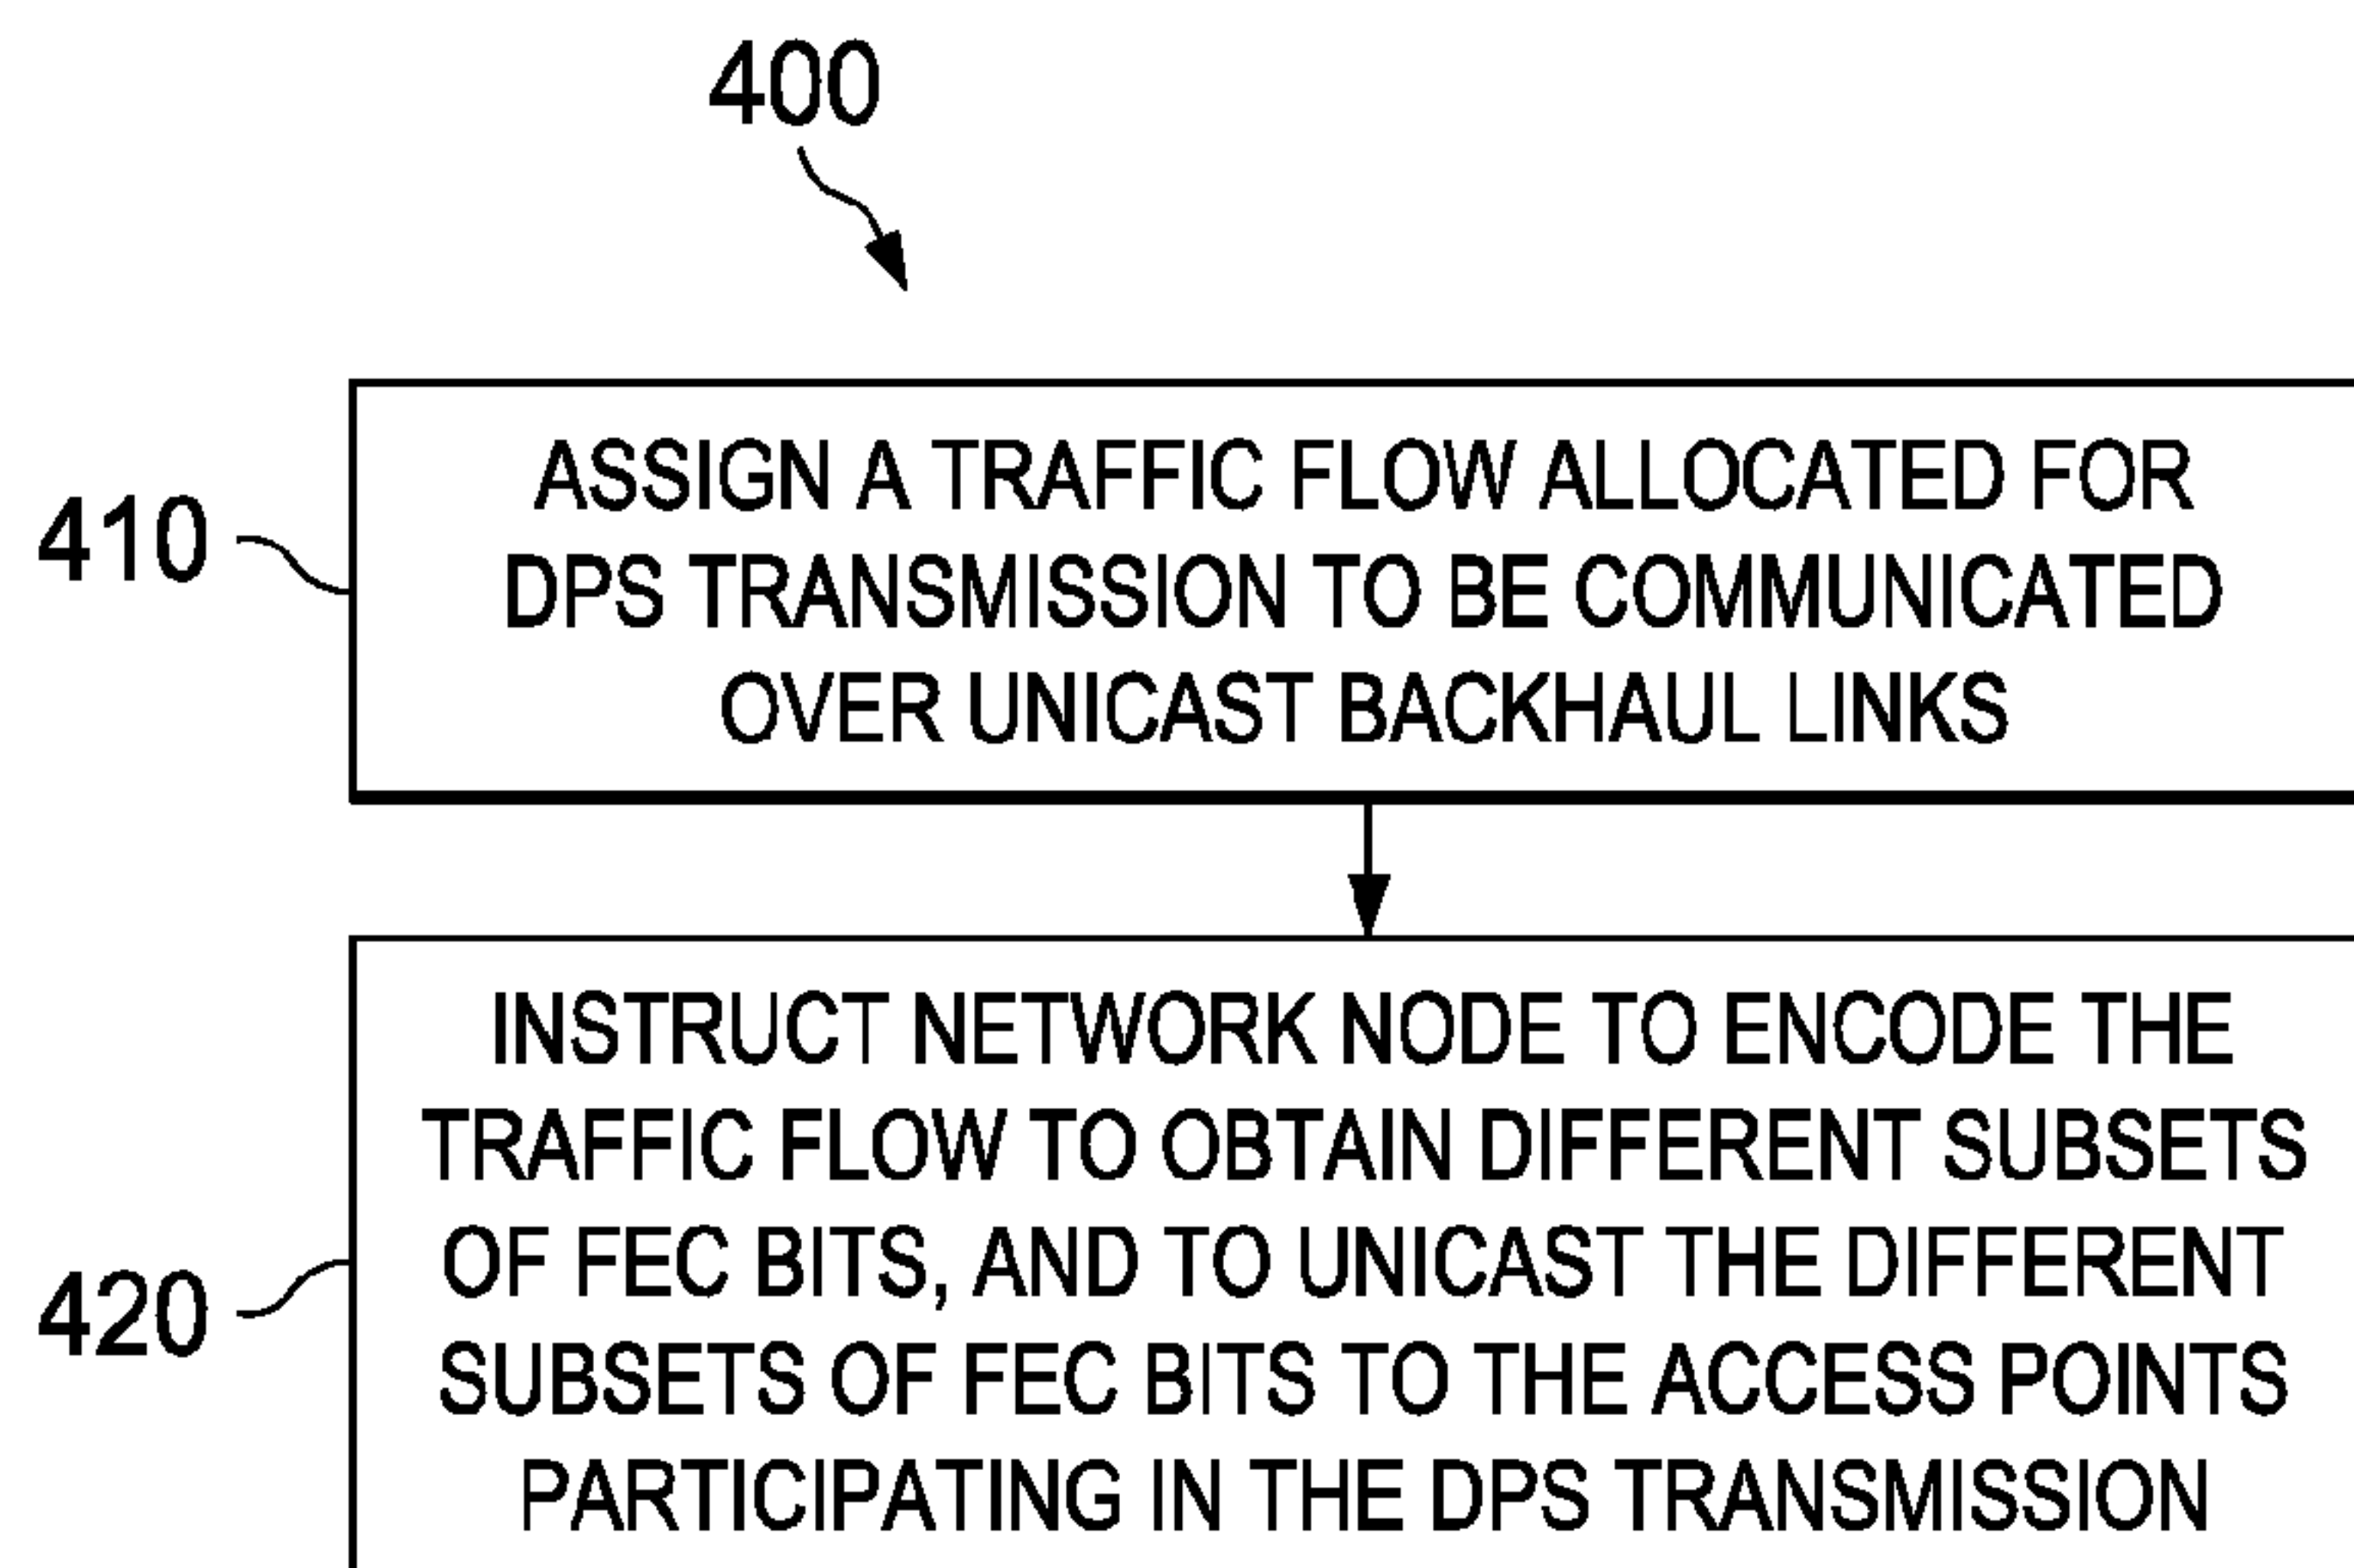 400
410
ASSIGN A TRAFFIC FLOW ALLOCATED FOR
DPS TRANSMISSION TO BE COMMUNICATED
OVER UNICAST BACKHAUL LINKS
420
INSTRUCT NETWORK NODE TO ENCODE THE
TRAFFIC FLOW TO OBTAIN DIFFERENT SUBSETS
OF FEC BITS, AND TO UNICAST THE DIFFERENT
SUBSETS OF FEC BITS TO THE ACCESS POINTS
PARTICIPATING IN THE DPS TRANSMISSION